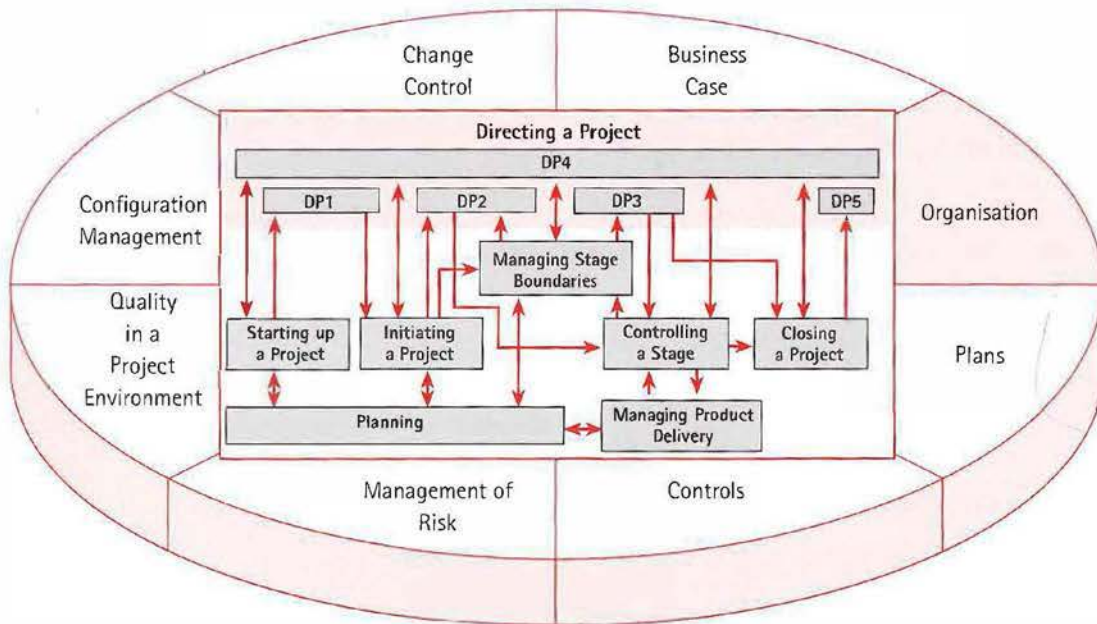 Change
Control
Business
Case
Directing a Project
DP4
DP1
DP2
DP3
DP5
Configuration
Management
Organisation
Managing Stage
Boundaries
Quality
in a
Project
Environment
Starting up
a Project
Initiating
a Project
Controlling
a Stage
Closing
a Project
Plans
Planning
Managing Product
Delivery
Management of
Risk
Controls